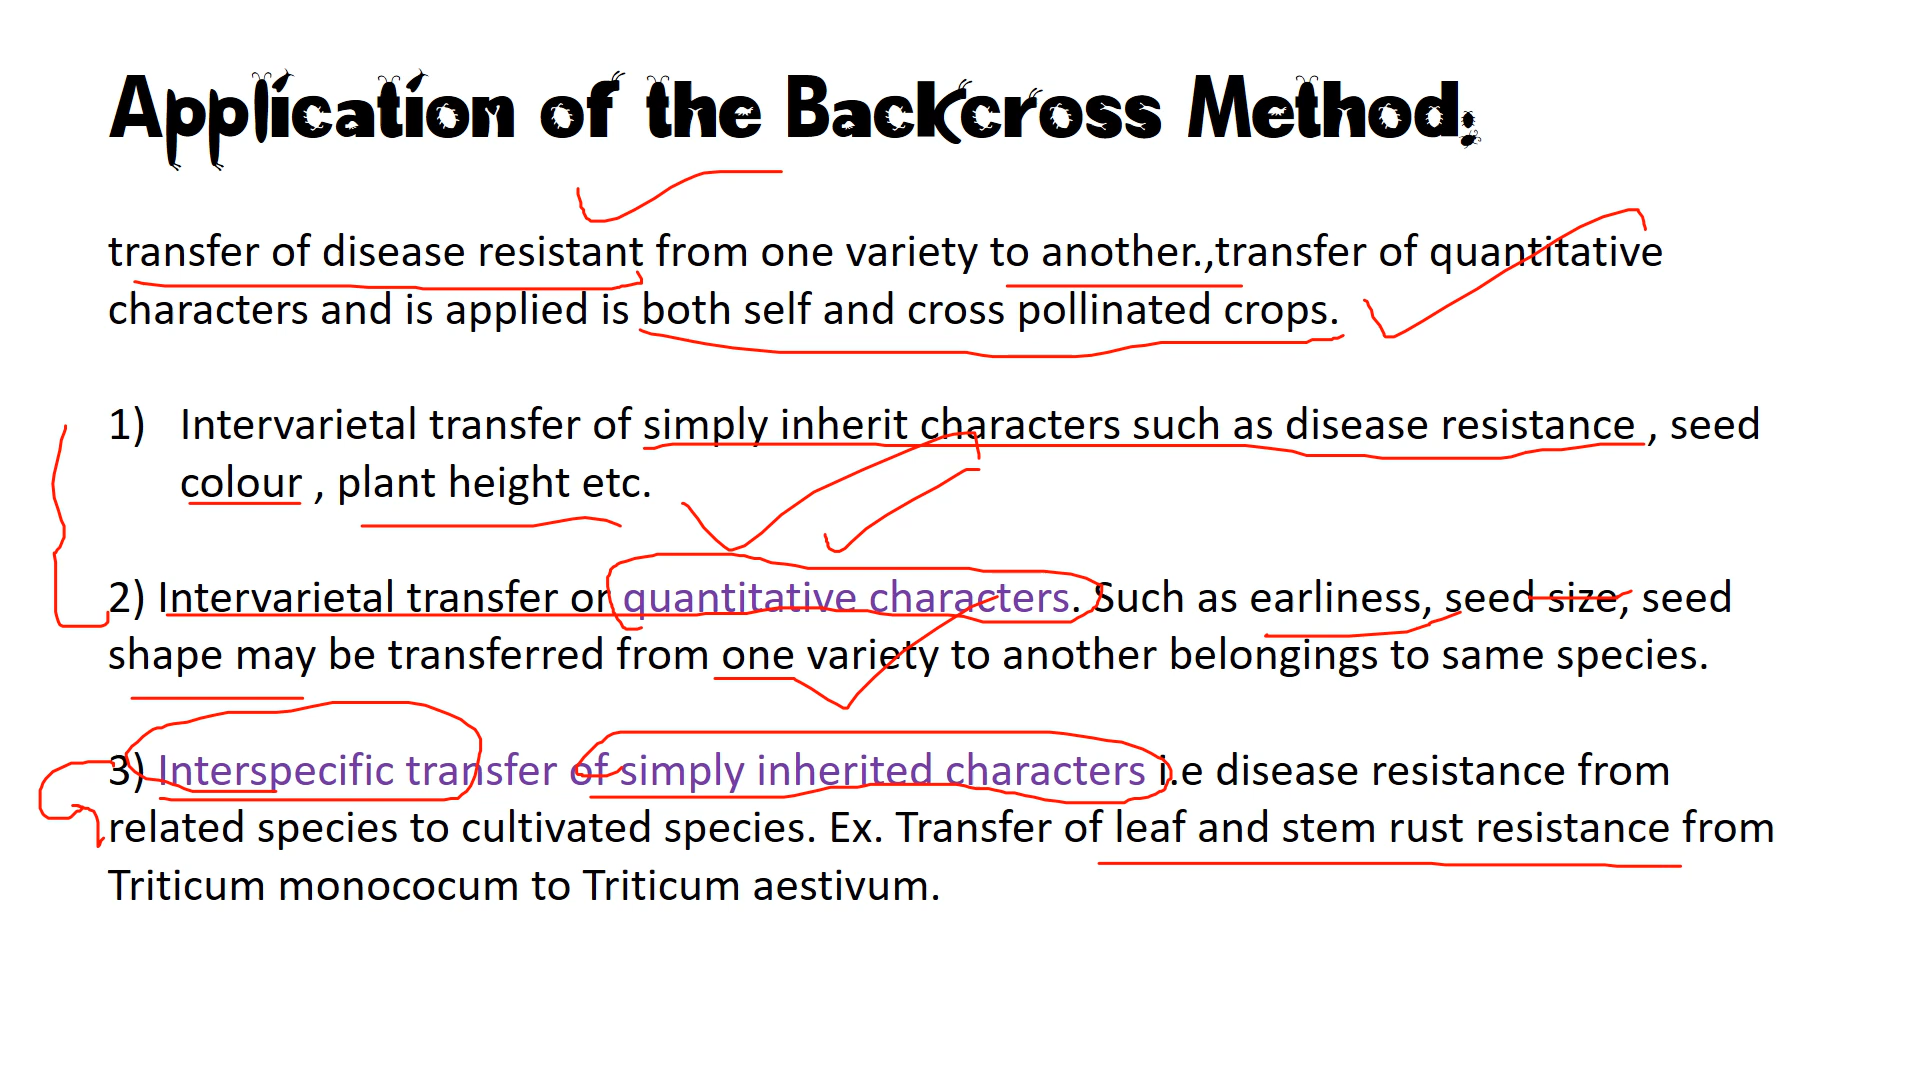 Application of the Backcross Method.
transfer of disease resistant from one variety to another.,transfer of quantitative
characters and is applied is both self and cross pollinated crops.
1) Intervarietal transfer of simply inherit characters such as disease resistance , seed
colour , plant height etc.
2) Intervarietal transfer or quantitative characters. Such as earliness, seed size, seed
shape may be transferred from one variety to another belongings to same species.
3) Interspecific transfer of simply inherited characters i.e disease resistance from
related species to cultivated species. Ex. Transfer of leaf and stem rust resistance from
Triticum monococum to Triticum aestivum.